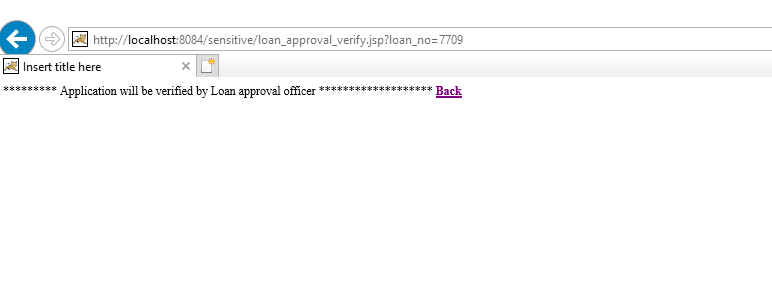 http://localhost:8084/sensitive/loan_approval_verify.jsp?loan_no=7709
Insert title here
********* Application will be verified by Loan approval officer ******************* Back